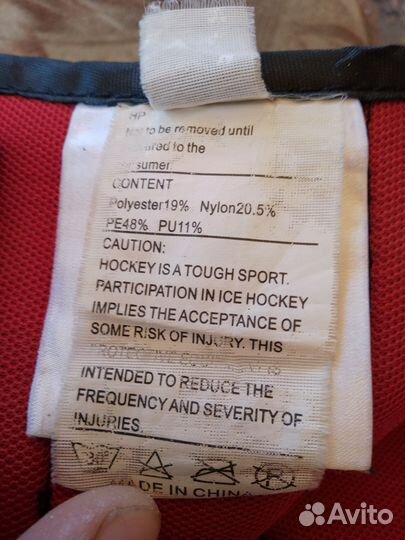 HP
Not to be removed until
to the
CONTENT
Polyester19% Nylon20.5%
PE48% PU11%
CAUTION:
HOCKEY IS A TOUGH SPORT.
PARTICIPATION IN ICE HOCKEY
IMPLIES THE ACCEPTANCE OF
SOME RISK OF INJURY. THIS
INTENDED TO REDUCE THE
FREQUENCY AND SEVERITY OF
INJURIES.
MADE IN CHINA
Avito